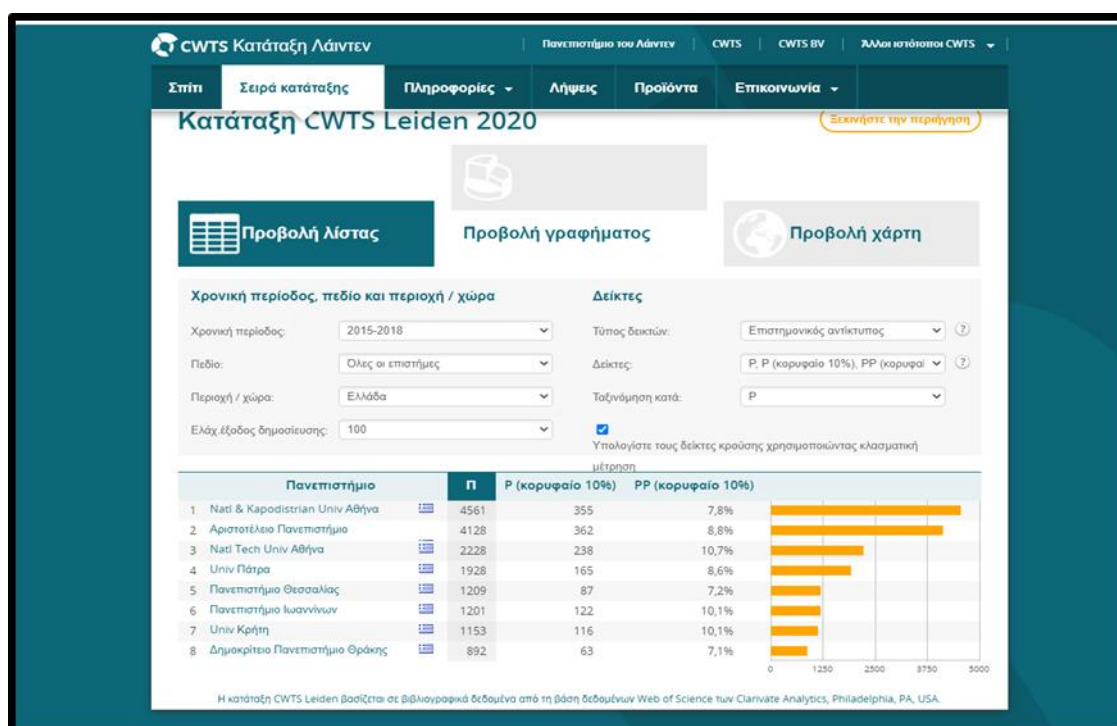 CWTS Κατάταξη Λάιντεν
Πανεπιστήμιο του Λάιντεν | CWTS | CWTS BV | Άλλοι ιστότοποι CWTS
Σπίτι Σειρά κατάταξης Πληροφορίες Λήψεις Προϊόντα Επικοινωνία
Κατάταξη CWTS Leiden 2020
Ξεκινήστε την περιήγηση
Προβολή λίστας Προβολή γραφήματος Προβολή χάρτη
Χρονική περίοδος, πεδίο και περιοχή / χώρα Δείκτες
Χρονική περίοδος: 2015-2018 Τύπος δεικτών: Επιστημονικός αντίκτυπος ?
Πεδίο: Όλες οι επιστήμες Δείκτες: P, P (κορυφαίο 10%), PP (κορυφαί ?
Περιοχή / χώρα: Ελλάδα Ταξινόμηση κατά: P
Ελάχ.έξοδος δημοσίευσης: 100
Υπολογίστε τους δείκτες κρούσης χρησιμοποιώντας κλασματική
μέτρηση
Πανεπιστήμιο Π P (κορυφαίο 10%) PP (κορυφαίο 10%)
1 Natl & Kapodistrian Univ Αθήνα 4561 355 7,8%
2 Αριστοτέλειο Πανεπιστήμιο 4128 362 8,8%
3 Natl Tech Univ Αθήνα 2228 238 10,7%
4 Univ Πάτρα 1928 165 8,6%
5 Πανεπιστήμιο Θεσσαλίας 1209 87 7,2%
6 Πανεπιστήμιο Ιωαννίνων 1201 122 10,1%
7 Univ Κρήτη 1153 116 10,1%
8 Δημοκρίτειο Πανεπιστήμιο Θράκης 892 63 7,1%
0 1250 2500 3750 5000
Η κατάταξη CWTS Leiden βασίζεται σε βιβλιογραφικά δεδομένα από τη βάση δεδομένων Web of Science των Clarivate Analytics, Philadelphia, PA, USA.